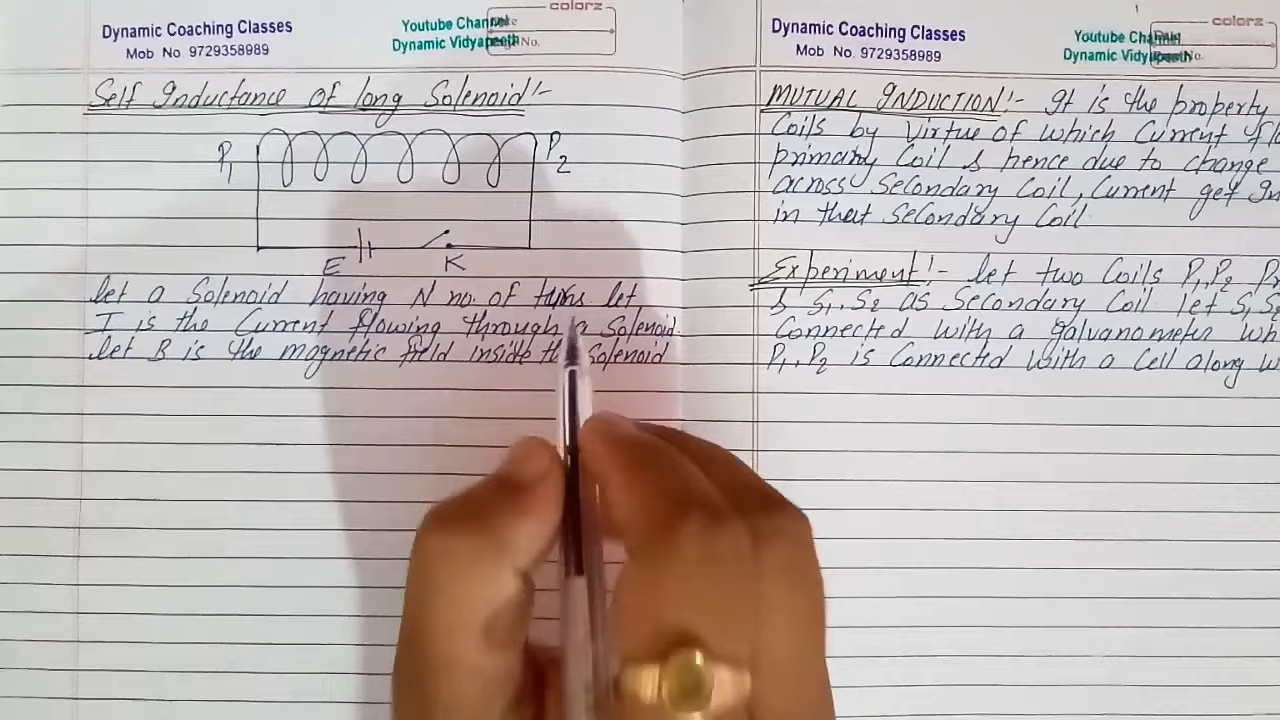 Dynamic Coaching Classes
Mob No. 9729358989
Youtube Channel
Dynamic Vidyapeeth
colorz
No.
Self Inductance of long Solenoid:-
P1
P2
E
K
let a Solenoid having N no. of turns let
I is the Current flowing through a Solenoid.
let B is the magnetic field inside the Solenoid
Dynamic Coaching Classes
Mob No. 9729358989
Youtube Channel
Dynamic Vidyapeeth
colorz
No.
MUTUAL INDUCTION:- It is the property
Coils by virtue of which Current
primary Coil & hence due to change
across Secondary Coil, Current get
in that Secondary Coil
Experiment:- let two Coils P1,P2
& S1,S2 as Secondary Coil let S1
Connected with a galvanometer
P1,P2 is Connected with a Cell along